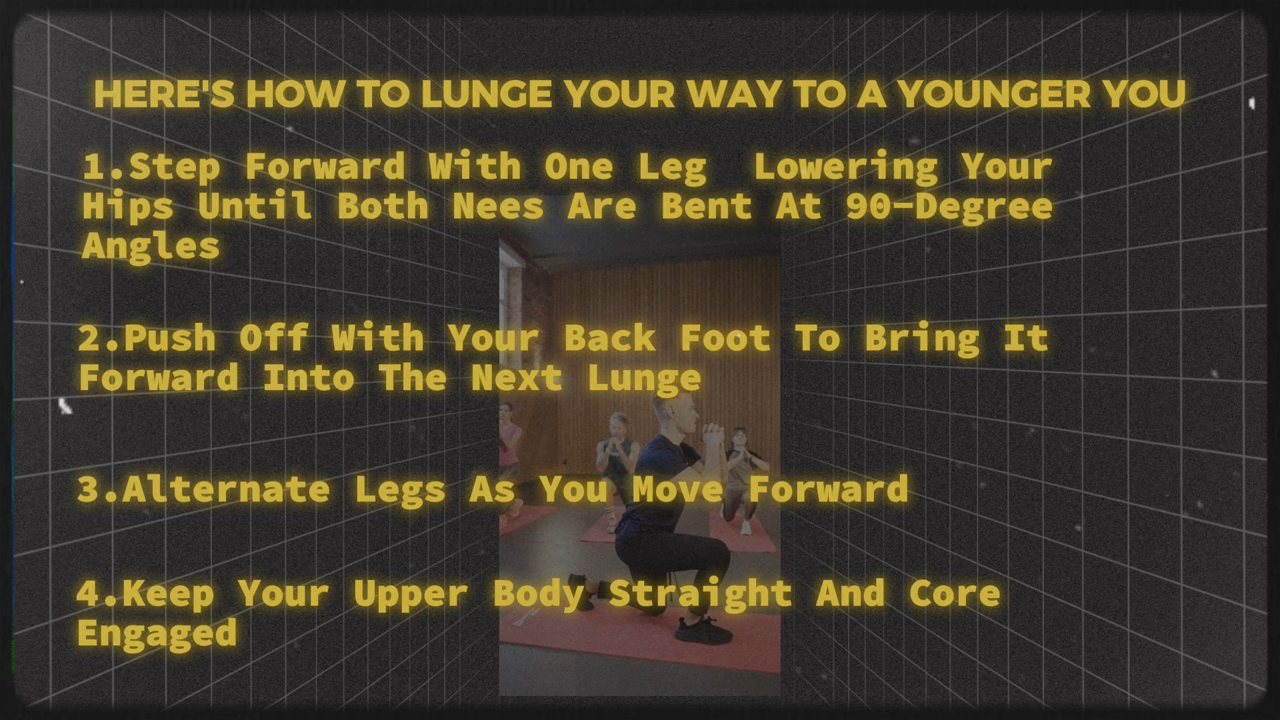 HERE'S HOW TO LUNGE YOUR WAY TO A YOUNGER YOU
1.Step Forward With One Leg  Lowering Your
Hips Until Both Nees Are Bent At 90-Degree
Angles
2.Push Off With Your Back Foot To Bring It
Forward Into The Next Lunge
3.Alternate Legs As You Move Forward
4.Keep Your Upper Body Straight And Core
Engaged